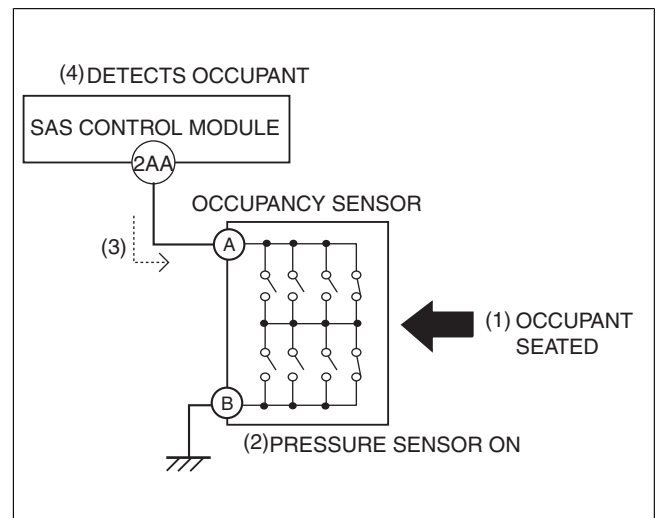 (4) DETECTS OCCUPANT
SAS CONTROL MODULE
2AA
OCCUPANCY SENSOR
(3)
A
(1) OCCUPANT
SEATED
B
(2) PRESSURE SENSOR ON